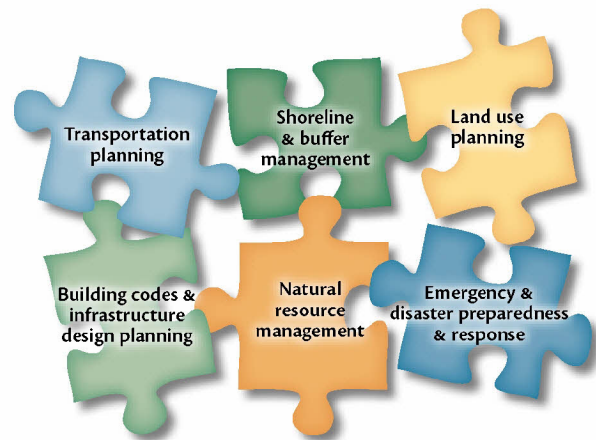 Transportation
planning
Shoreline
& buffer
management
Land use
planning
Building codes &
infrastructure
design planning
Natural
resource
management
Emergency &
disaster preparedness
& response